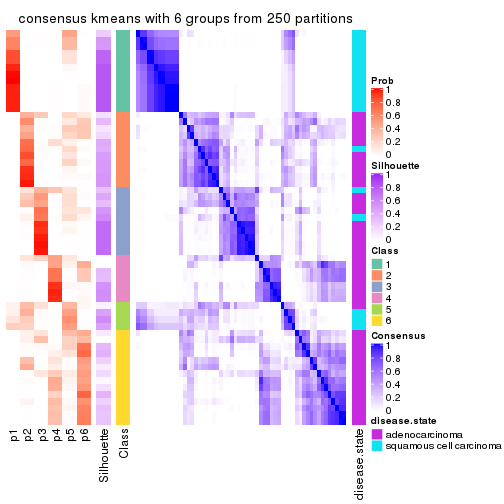 consensus kmeans with 6 groups from 250 partitions
p1
p2
p3
p4
p5
p6
Silhouette
Class
disease.state
Prob
1
0.8
0.6
0.4
0.2
0
Silhouette
1
0.8
0.6
0.4
0.2
0
Class
1
2
3
4
5
6
Consensus
1
0.8
0.6
0.4
0.2
0
disease.state
adenocarcinoma
squamous cell carcinoma